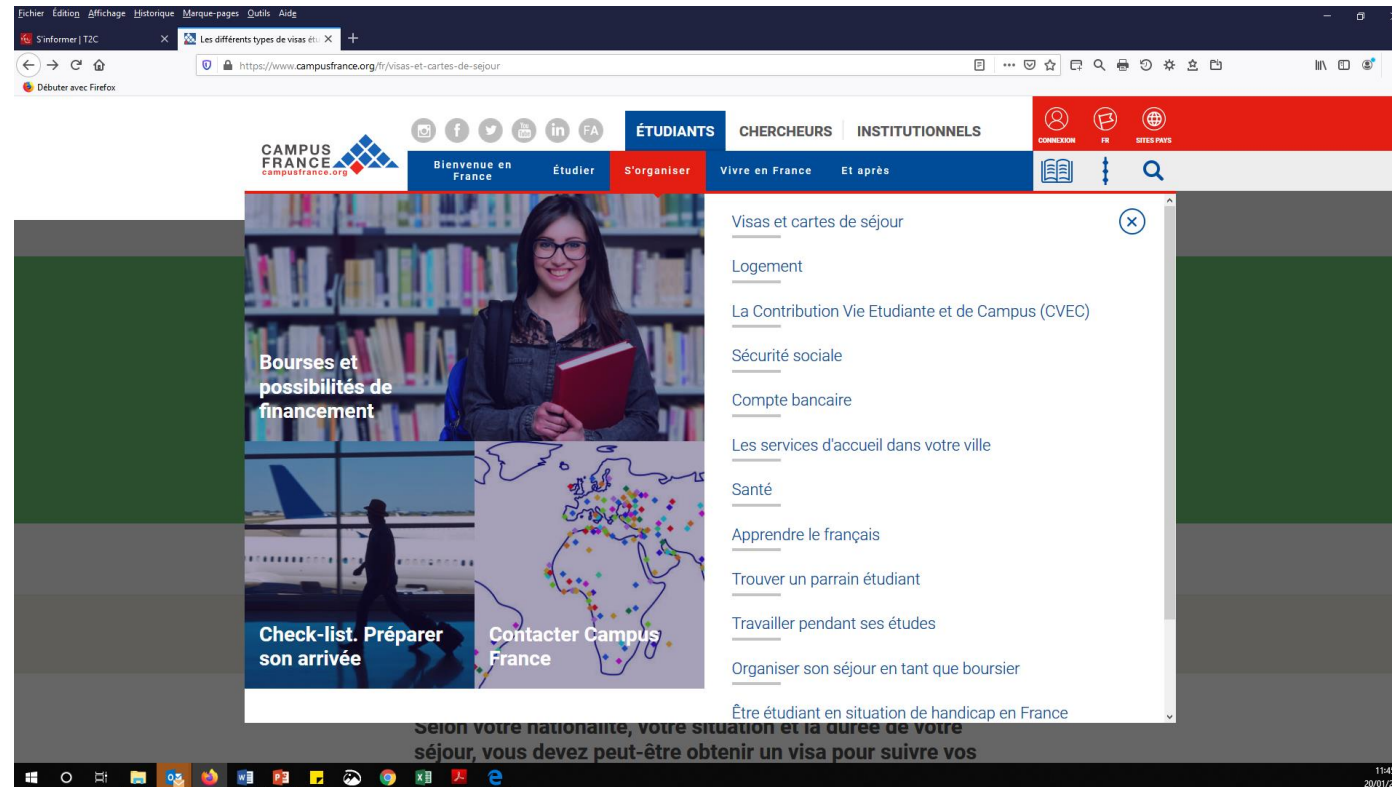 Fichier Édition Affichage Historique Marque-pages Outils Aide
S'informer | T2C
Les différents types de visas étu
https://www.campusfrance.org/fr/visas-et-cartes-de-sejour
Débuter avec Firefox
CAMPUS
FRANCE
campusfrance.org
You
Tube
in
FA
ÉTUDIANTS CHERCHEURS INSTITUTIONNELS
CONNEXION FR SITES PAYS
Bienvenue en
France
Étudier
S'organiser
Vivre en France
Et après
Bourses et
possibilités de
financement
Check-list. Préparer
son arrivée
Contacter Campus
France
Visas et cartes de séjour
Logement
La Contribution Vie Etudiante et de Campus (CVEC)
Sécurité sociale
Compte bancaire
Les services d'accueil dans votre ville
Santé
Apprendre le français
Trouver un parrain étudiant
Travailler pendant ses études
Organiser son séjour en tant que boursier
Être étudiant en situation de handicap en France
Selon votre nationalité, votre situation et la durée de votre
séjour, vous devez peut-être obtenir un visa pour suivre vos
20/01/2